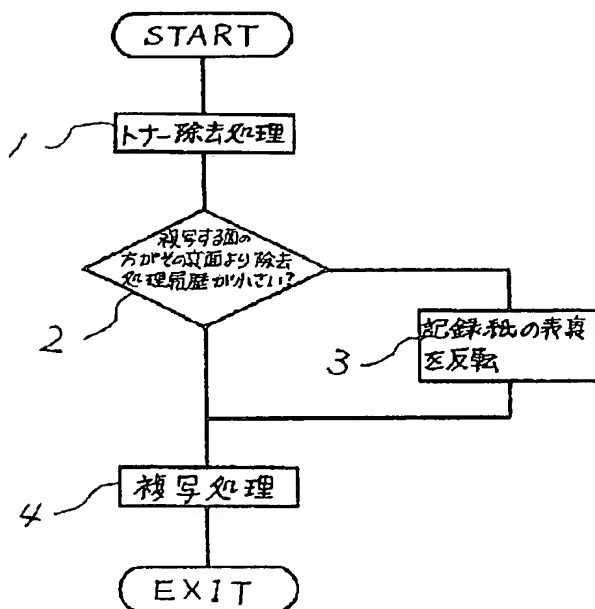 START
1
トナー除去処理
複写する面の
方がその裏面より除去
処理履歴が小さい?
2
記録紙の表裏
を反転
3
複写処理
4
EXIT